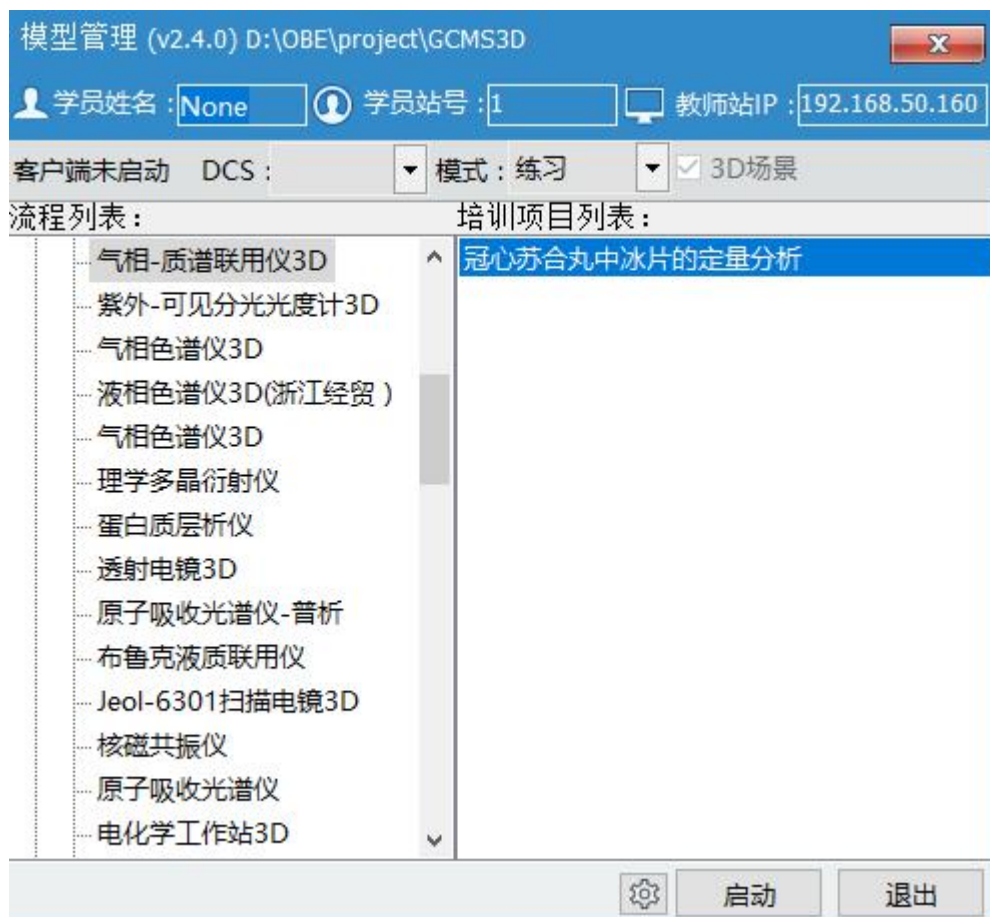 模型管理 (v2.4.0) D:\OBE\project\GCMS3D
学员姓名：None 学员站号：1 教师站IP：192.168.50.160
客户端未启动 DCS： 模式：练习 3D场景
流程列表： 培训项目列表：
气相-质谱联用仪3D 冠心苏合丸中冰片的定量分析
紫外-可见分光光度计3D
气相色谱仪3D
液相色谱仪3D(浙江经贸）
气相色谱仪3D
理学多晶衍射仪
蛋白质层析仪
透射电镜3D
原子吸收光谱仪-普析
布鲁克液质联用仪
Jeol-6301扫描电镜3D
核磁共振仪
原子吸收光谱仪
电化学工作站3D
启动 退出